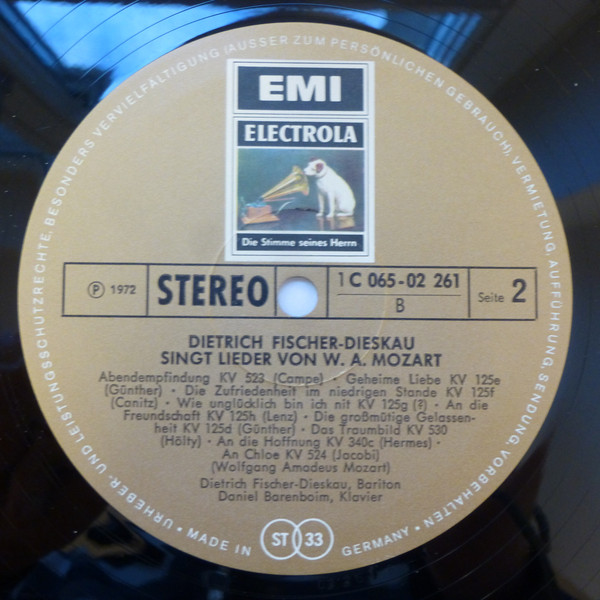 EMI
ELECTROLA
Die Stimme seines Herrn
℗ 1972 STEREO 1 C 065-02 261 B Seite 2
DIETRICH FISCHER-DIESKAU
SINGT LIEDER VON W. A. MOZART
Abendempfindung KV 523 (Campe) · Geheime Liebe KV 125e
(Günther) · Die Zufriedenheit im niedrigen Stande KV 125f
(Canitz) · Wie unglücklich bin ich nit KV 125g (?) · An die
Freundschaft KV 125h (Lenz) · Die großmütige Gelassen-
heit KV 125d (Günther) · Das Traumbild KV 530
(Hölty) · An die Hoffnung KV 340c (Hermes) ·
An Chloe KV 524 (Jacobi)
(Wolfgang Amadeus Mozart)
Dietrich Fischer-Dieskau, Bariton
Daniel Barenboim, Klavier
URHEBER- UND LEISTUNGSSCHUTZRECHTE, BESONDERS VERVIELFÄLTIGUNG (AUSSER ZUM PERSÖNLICHEN GEBRAUCH), VERMIETUNG, AUFFÜHRUNG, SENDUNG, VORBEHALTEN •
• MADE IN ST 33 GERMANY •